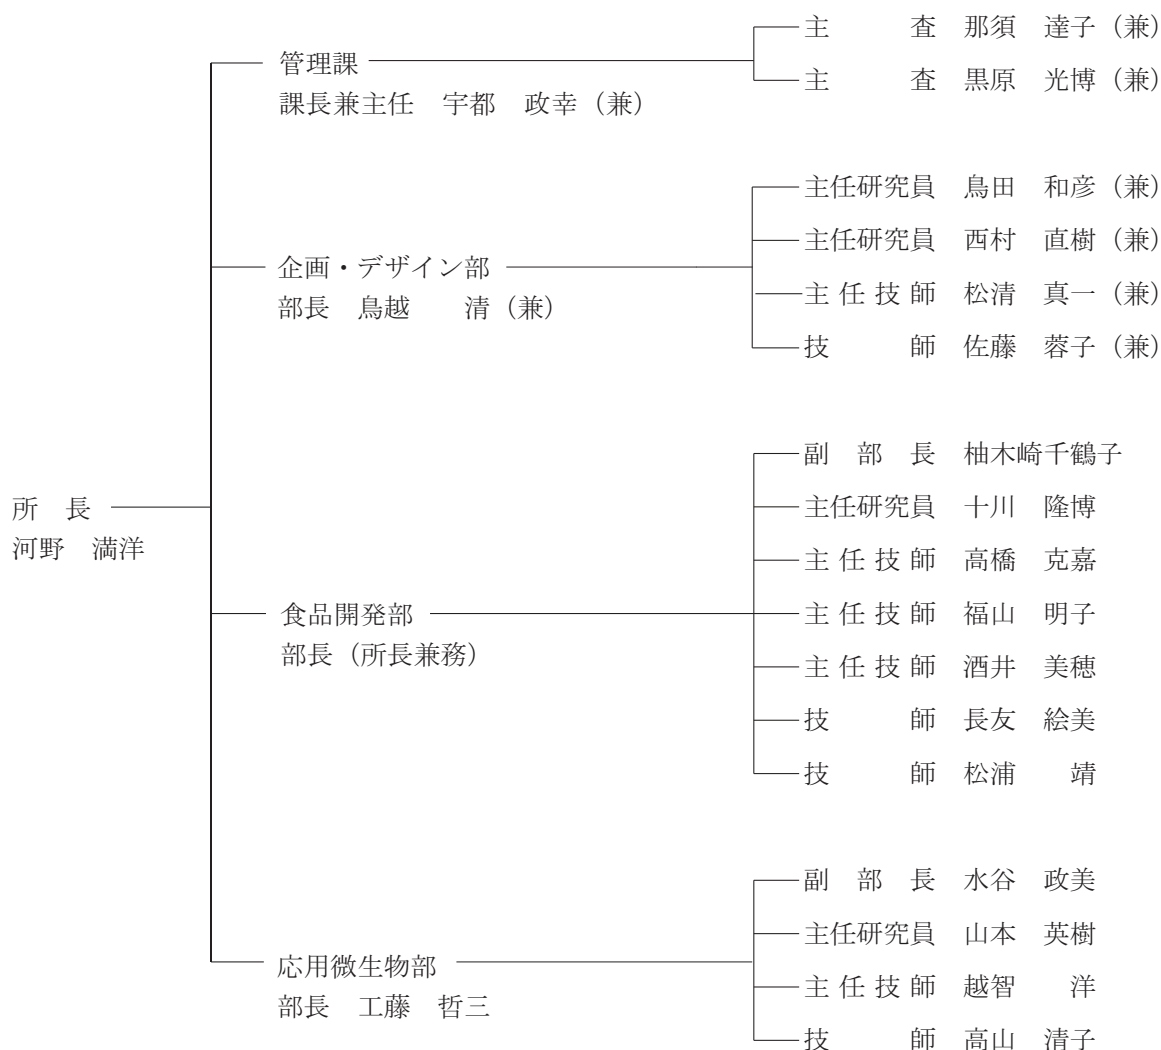 所　長
河野　満洋
管理課
課長兼主任　宇都　政幸（兼）
主　　　査　那須　達子（兼）
主　　　査　黒原　光博（兼）
企画・デザイン部
部長　鳥越　　清（兼）
主任研究員　鳥田　和彦（兼）
主任研究員　西村　直樹（兼）
主 任 技 師　松清　真一（兼）
技　　　師　佐藤　蓉子（兼）
食品開発部
部長（所長兼務）
副　部　長　柚木崎千鶴子
主任研究員　十川　隆博
主 任 技 師　高橋　克嘉
主 任 技 師　福山　明子
主 任 技 師　酒井　美穂
技　　　師　長友　絵美
技　　　師　松浦　　靖
応用微生物部
部長　工藤　哲三
副　部　長　水谷　政美
主任研究員　山本　英樹
主 任 技 師　越智　　洋
技　　　師　高山　清子